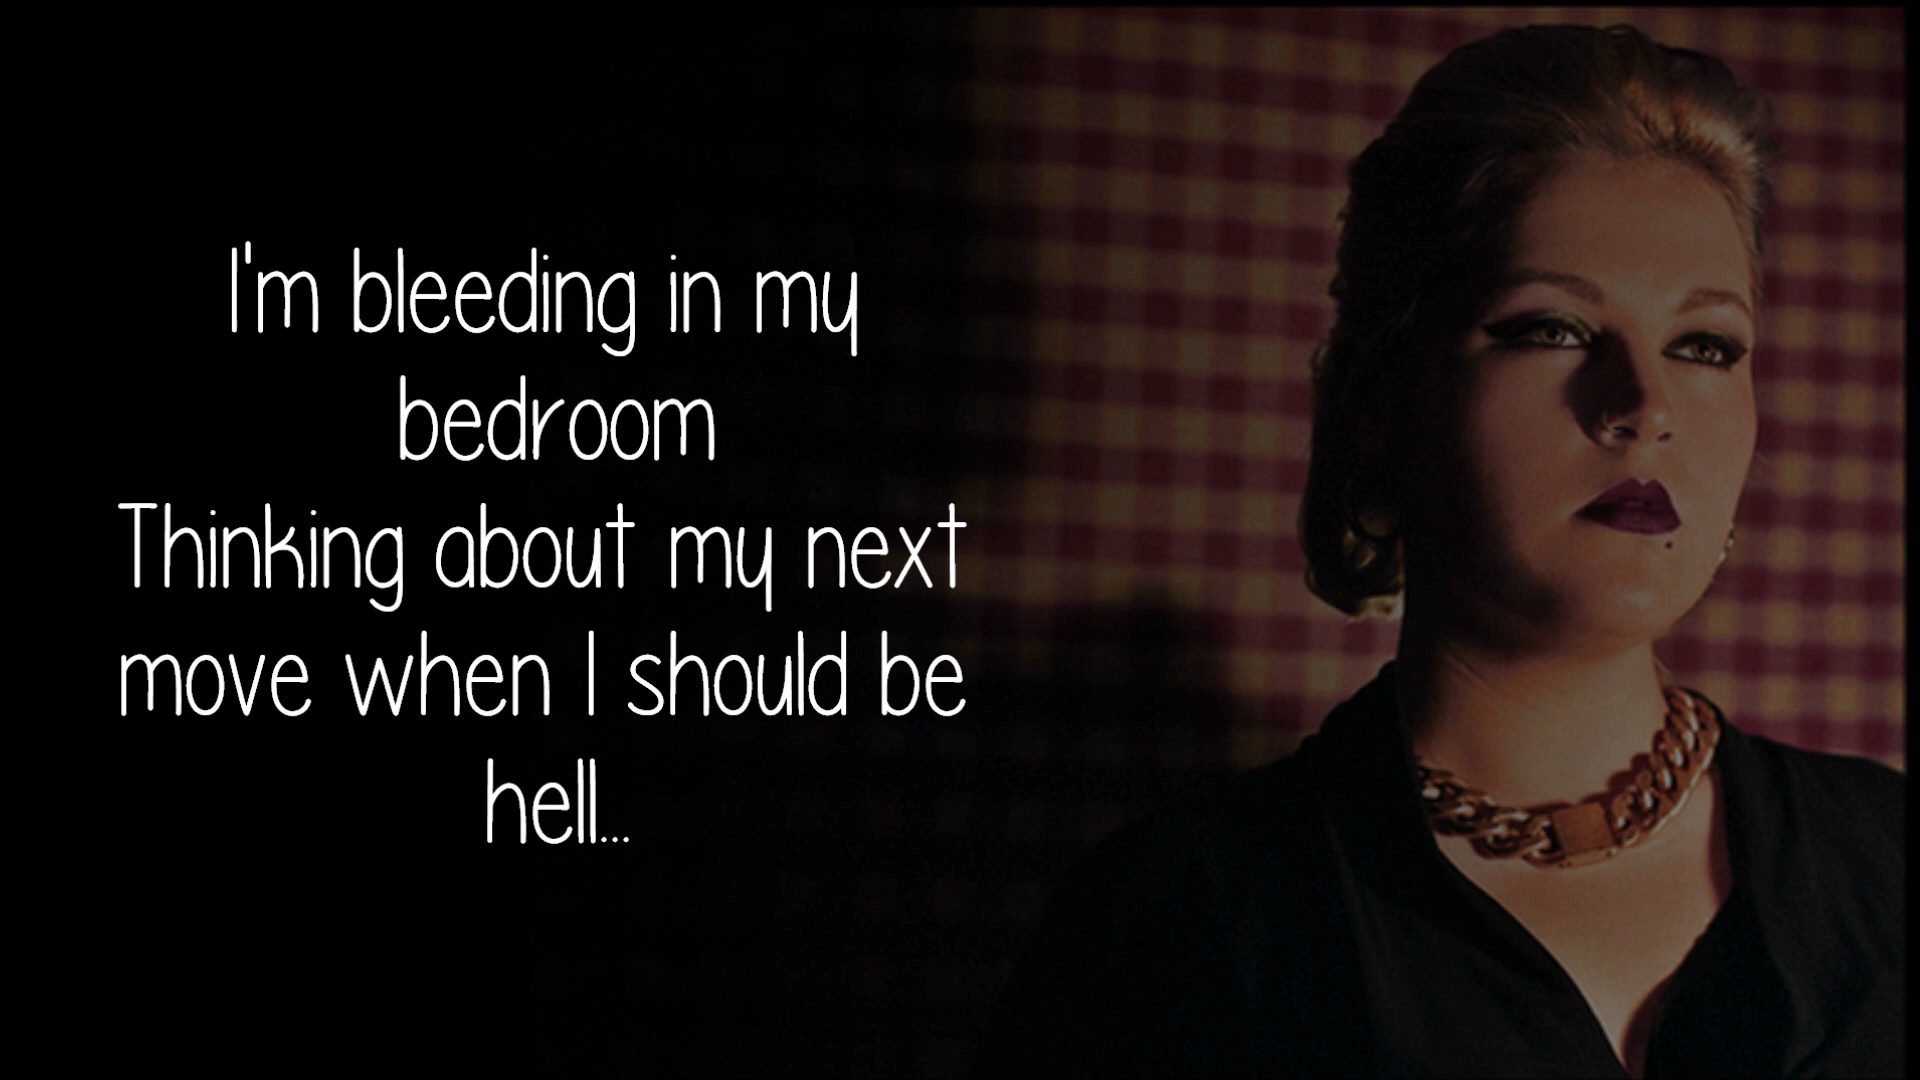 I'm bleeding in my
bedroom
Thinking about my next
move when I should be
hell...